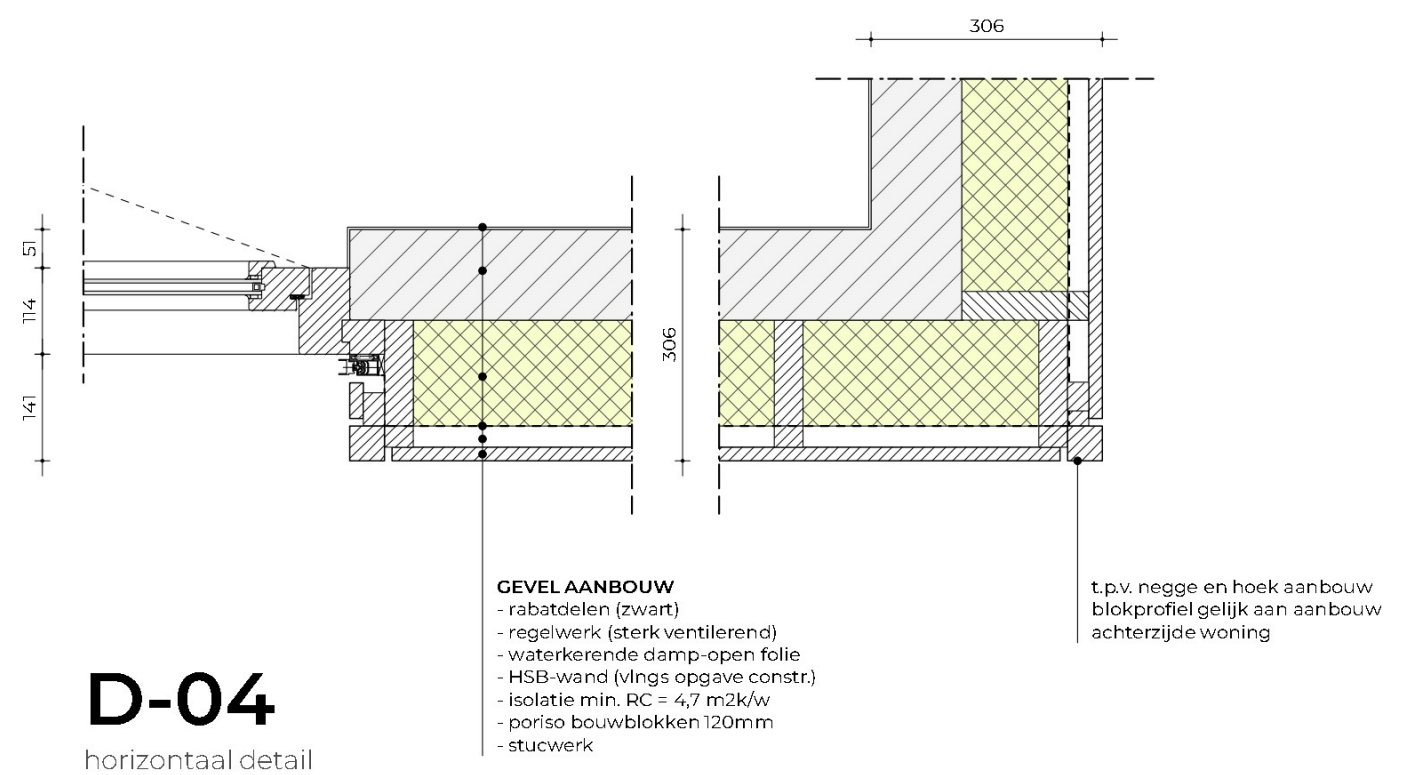 306
51
114
141
306
GEVEL AANBOUW
- rabatdelen (zwart)
- regelwerk (sterk ventilerend)
- waterkerende damp-open folie
- HSB-wand (vlngs opgave constr.)
- isolatie min. RC = 4,7 m2k/w
- poriso bouwblokken 120mm
- stucwerk
t.p.v. negge en hoek aanbouw
blokprofiel gelijk aan aanbouw
achterzijde woning
D-04
horizontaal detail